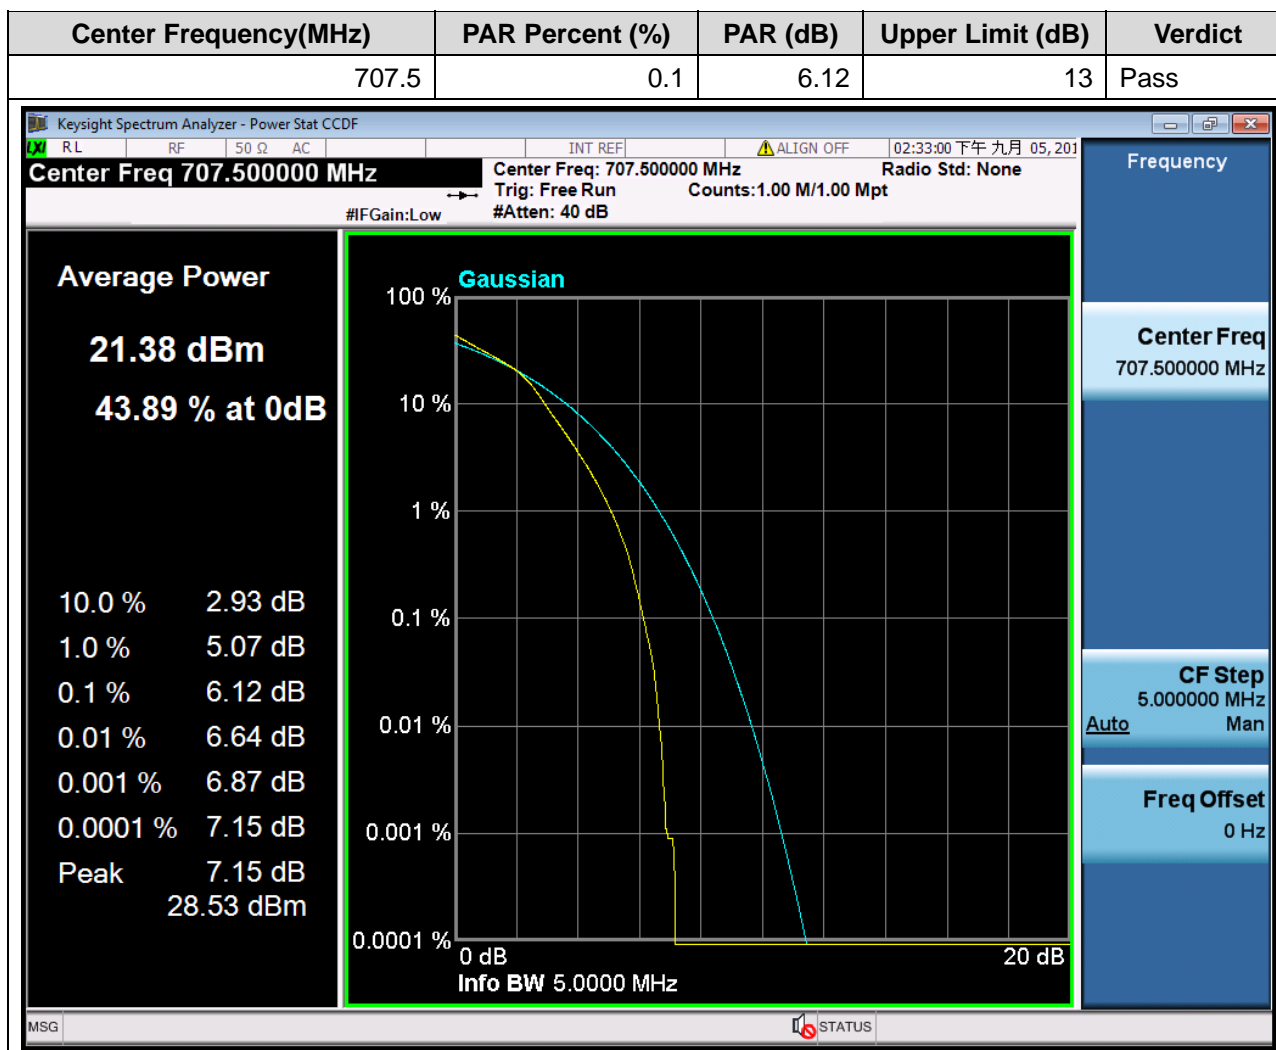 Center Frequency(MHz) PAR Percent (%) PAR (dB) Upper Limit (dB) Verdict
707.5 0.1 6.12 13 Pass
Keysight Spectrum Analyzer - Power Stat CCDF
LXI RL RF 50 Ω AC INT REF ALIGN OFF 02:33:00 下午 九月 05, 201
Center Freq 707.500000 MHz Center Freq: 707.500000 MHz Radio Std: None
Trig: Free Run Counts:1.00 M/1.00 Mpt
#IFGain:Low #Atten: 40 dB
Frequency
Average Power
21.38 dBm
43.89 % at 0dB
10.0 % 2.93 dB
1.0 % 5.07 dB
0.1 % 6.12 dB
0.01 % 6.64 dB
0.001 % 6.87 dB
0.0001 % 7.15 dB
Peak 7.15 dB
28.53 dBm
Gaussian
100 %
10 %
1 %
0.1 %
0.01 %
0.001 %
0.0001 %
0 dB 20 dB
Info BW 5.0000 MHz
Center Freq
707.500000 MHz
CF Step
5.000000 MHz
Auto Man
Freq Offset
0 Hz
MSG STATUS